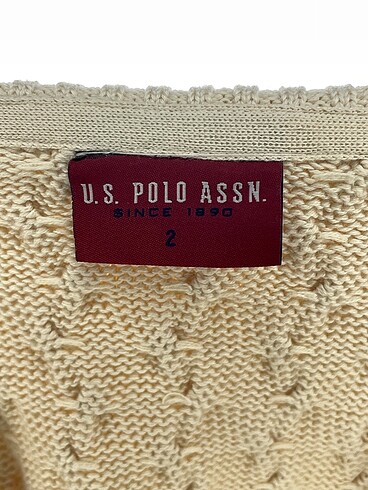 U.S. POLO ASSN.
SINCE 1890
2